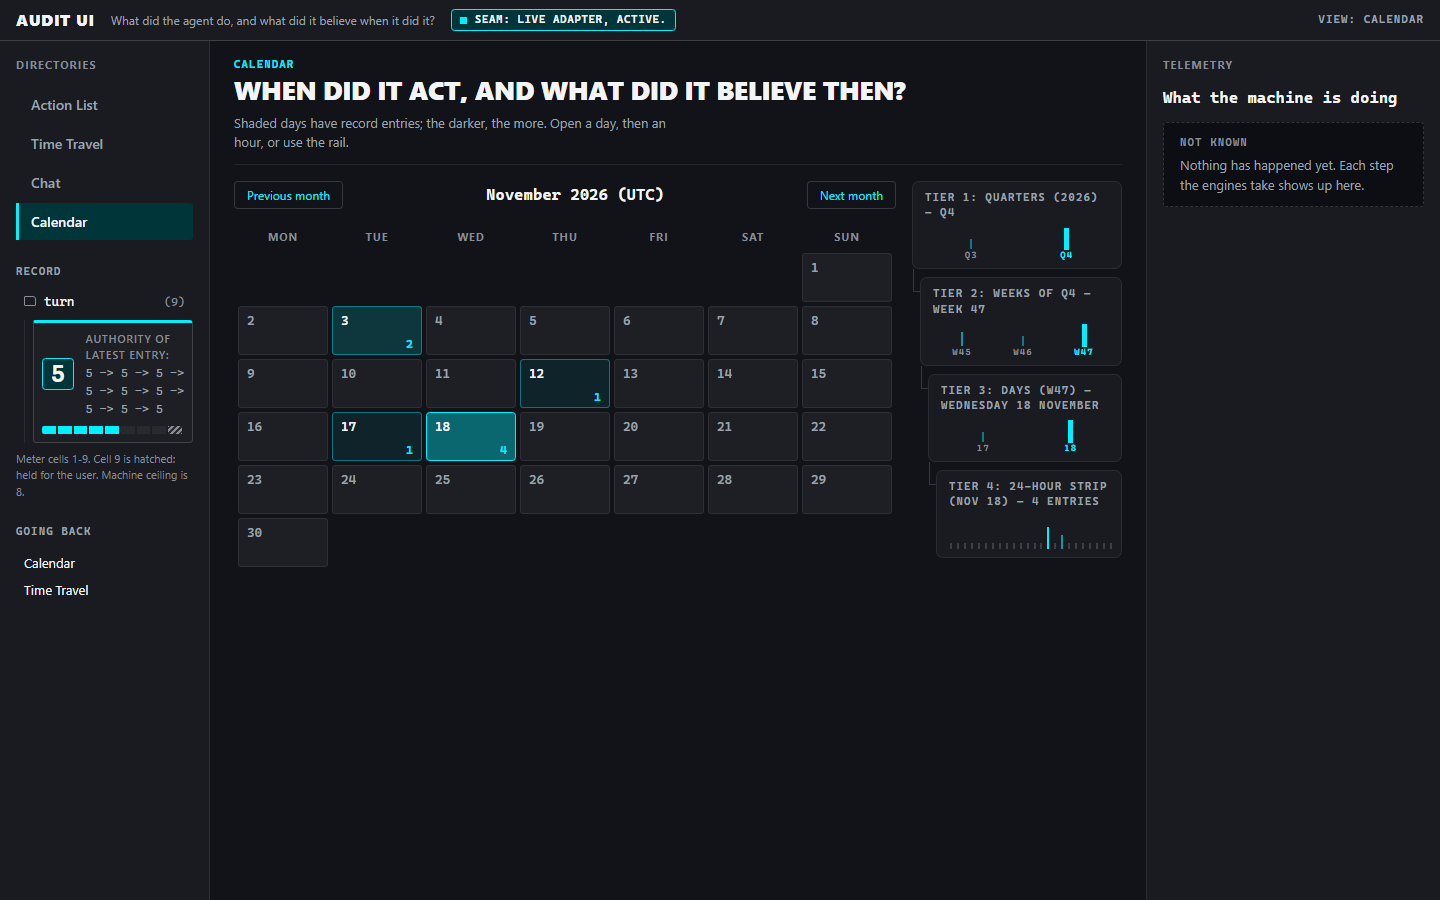 AUDIT UI
What did the agent do, and what did it believe when it did it?
SEAM: LIVE ADAPTER, ACTIVE.
VIEW: CALENDAR
DIRECTORIES
Action List
Time Travel
Chat
Calendar
RECORD
turn (9)
5
AUTHORITY OF
LATEST ENTRY:
5 -> 5 -> 5 ->
5 -> 5 -> 5 ->
5 -> 5 -> 5
Meter cells 1-9. Cell 9 is hatched:
held for the user. Machine ceiling is
8.
GOING BACK
Calendar
Time Travel
CALENDAR
WHEN DID IT ACT, AND WHAT DID IT BELIEVE THEN?
Shaded days have record entries; the darker, the more. Open a day, then an
hour, or use the rail.
Previous month
November 2026 (UTC)
Next month
MON TUE WED THU FRI SAT SUN
1
2 3 2 4 5 6 7 8
9 10 11 12 1 13 14 15
16 17 1 18 4 19 20 21 22
23 24 25 26 27 28 29
30
TIER 1: QUARTERS (2026)
— Q4
Q3 Q4
TIER 2: WEEKS OF Q4 —
WEEK 47
W45 W46 W47
TIER 3: DAYS (W47) —
WEDNESDAY 18 NOVEMBER
17 18
TIER 4: 24-HOUR STRIP
(NOV 18) — 4 ENTRIES
TELEMETRY
What the machine is doing
NOT KNOWN
Nothing has happened yet. Each step
the engines take shows up here.